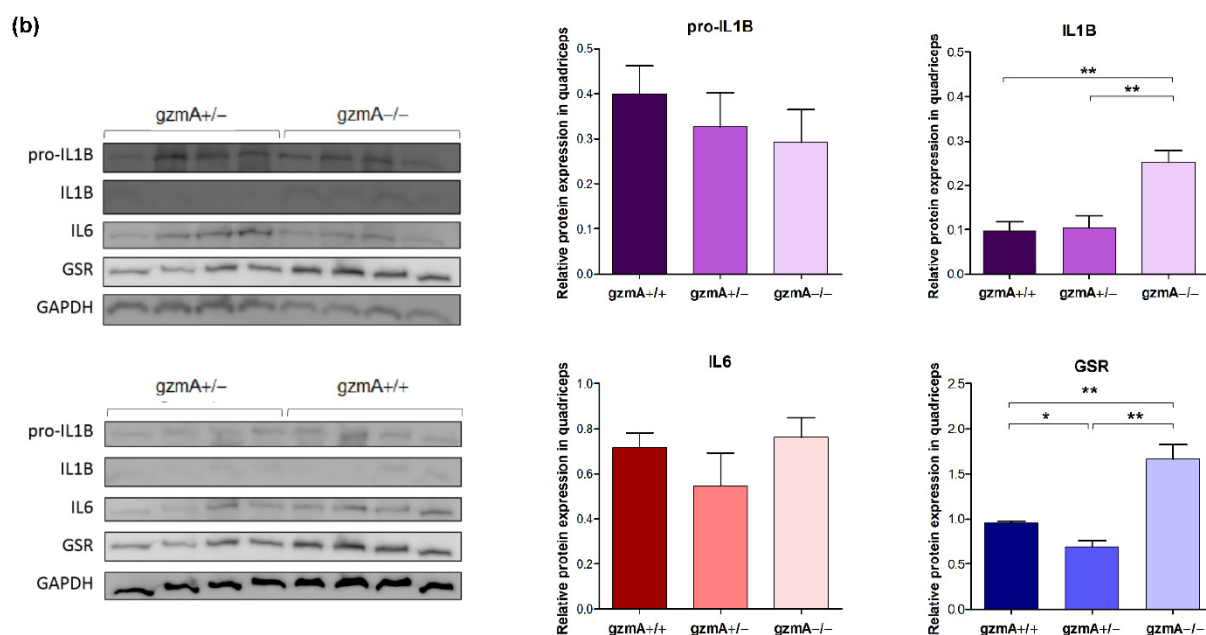 (b)
gzmA+/− gzmA−/−
pro-IL1B
IL1B
IL6
GSR
GAPDH
gzmA+/− gzmA+/+
pro-IL1B
IL1B
IL6
GSR
GAPDH
pro-IL1B
Relative protein expression in quadriceps
0.5
0.4
0.3
0.2
0.1
0.0
gzmA+/+ gzmA+/− gzmA−/−
IL1B
Relative protein expression in quadriceps
0.5
0.4
0.3
0.2
0.1
0.0
**
**
gzmA+/+ gzmA+/− gzmA−/−
IL6
Relative protein expression in quadriceps
1.0
0.8
0.6
0.4
0.2
0.0
gzmA+/+ gzmA+/− gzmA−/−
GSR
Relative protein expression in quadriceps
2.5
2.0
1.5
1.0
0.5
0.0
**
* **
gzmA+/+ gzmA+/− gzmA−/−